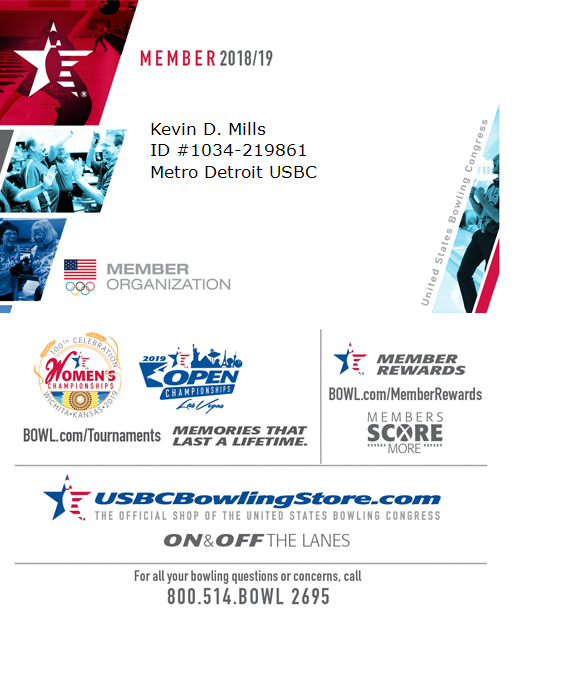 MEMBER 2018/19
Kevin D. Mills
ID #1034-219861
Metro Detroit USBC
United States Bowling Congress
MEMBER
ORGANIZATION
100TH CELEBRATION
WOMEN'S
CHAMPIONSHIPS
WICHITA•KANSAS•2019
2019
OPEN
CHAMPIONSHIPS
Las Vegas
BOWL.com/Tournaments
MEMORIES THAT
LAST A LIFETIME.
MEMBER
REWARDS
BOWL.com/MemberRewards
MEMBERS
SCORE
MORE
USBCBowlingStore.com
THE OFFICIAL SHOP OF THE UNITED STATES BOWLING CONGRESS
ON&OFF THE LANES
For all your bowling questions or concerns, call
800.514.BOWL 2695